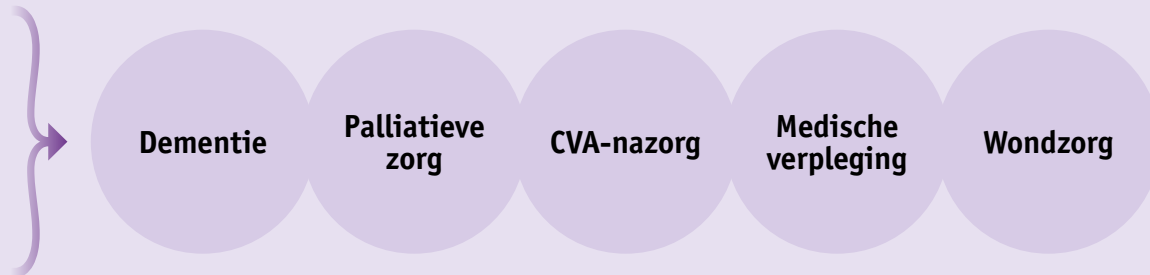 Dementie
Palliatieve
zorg
CVA-nazorg
Medische
verpleging
Wondzorg